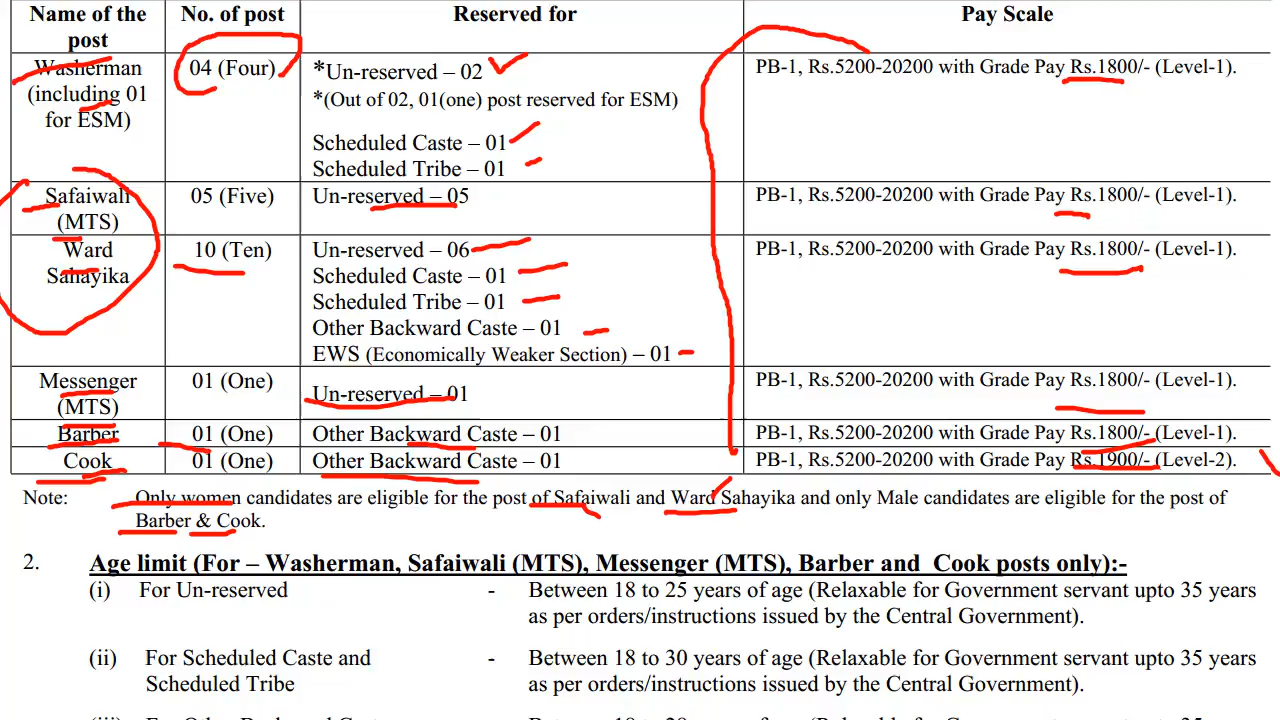 Name of the post No. of post Reserved for Pay Scale
Washerman (including 01 for ESM) 04 (Four) *Un-reserved – 02 PB-1, Rs.5200-20200 with Grade Pay Rs.1800/- (Level-1).
*(Out of 02, 01(one) post reserved for ESM)
Scheduled Caste – 01
Scheduled Tribe – 01
Safaiwali (MTS) 05 (Five) Un-reserved – 05 PB-1, Rs.5200-20200 with Grade Pay Rs.1800/- (Level-1).
Ward Sahayika 10 (Ten) Un-reserved – 06 PB-1, Rs.5200-20200 with Grade Pay Rs.1800/- (Level-1).
Scheduled Caste – 01
Scheduled Tribe – 01
Other Backward Caste – 01
EWS (Economically Weaker Section) – 01
Messenger (MTS) 01 (One) Un-reserved – 01 PB-1, Rs.5200-20200 with Grade Pay Rs.1800/- (Level-1).
Barber 01 (One) Other Backward Caste – 01 PB-1, Rs.5200-20200 with Grade Pay Rs.1800/- (Level-1).
Cook 01 (One) Other Backward Caste – 01 PB-1, Rs.5200-20200 with Grade Pay Rs.1900/- (Level-2).
Note: Only women candidates are eligible for the post of Safaiwali and Ward Sahayika and only Male candidates are eligible for the post of
Barber & Cook.
2. Age limit (For – Washerman, Safaiwali (MTS), Messenger (MTS), Barber and Cook posts only):-
(i) For Un-reserved - Between 18 to 25 years of age (Relaxable for Government servant upto 35 years
as per orders/instructions issued by the Central Government).
(ii) For Scheduled Caste and - Between 18 to 30 years of age (Relaxable for Government servant upto 35 years
Scheduled Tribe as per orders/instructions issued by the Central Government).